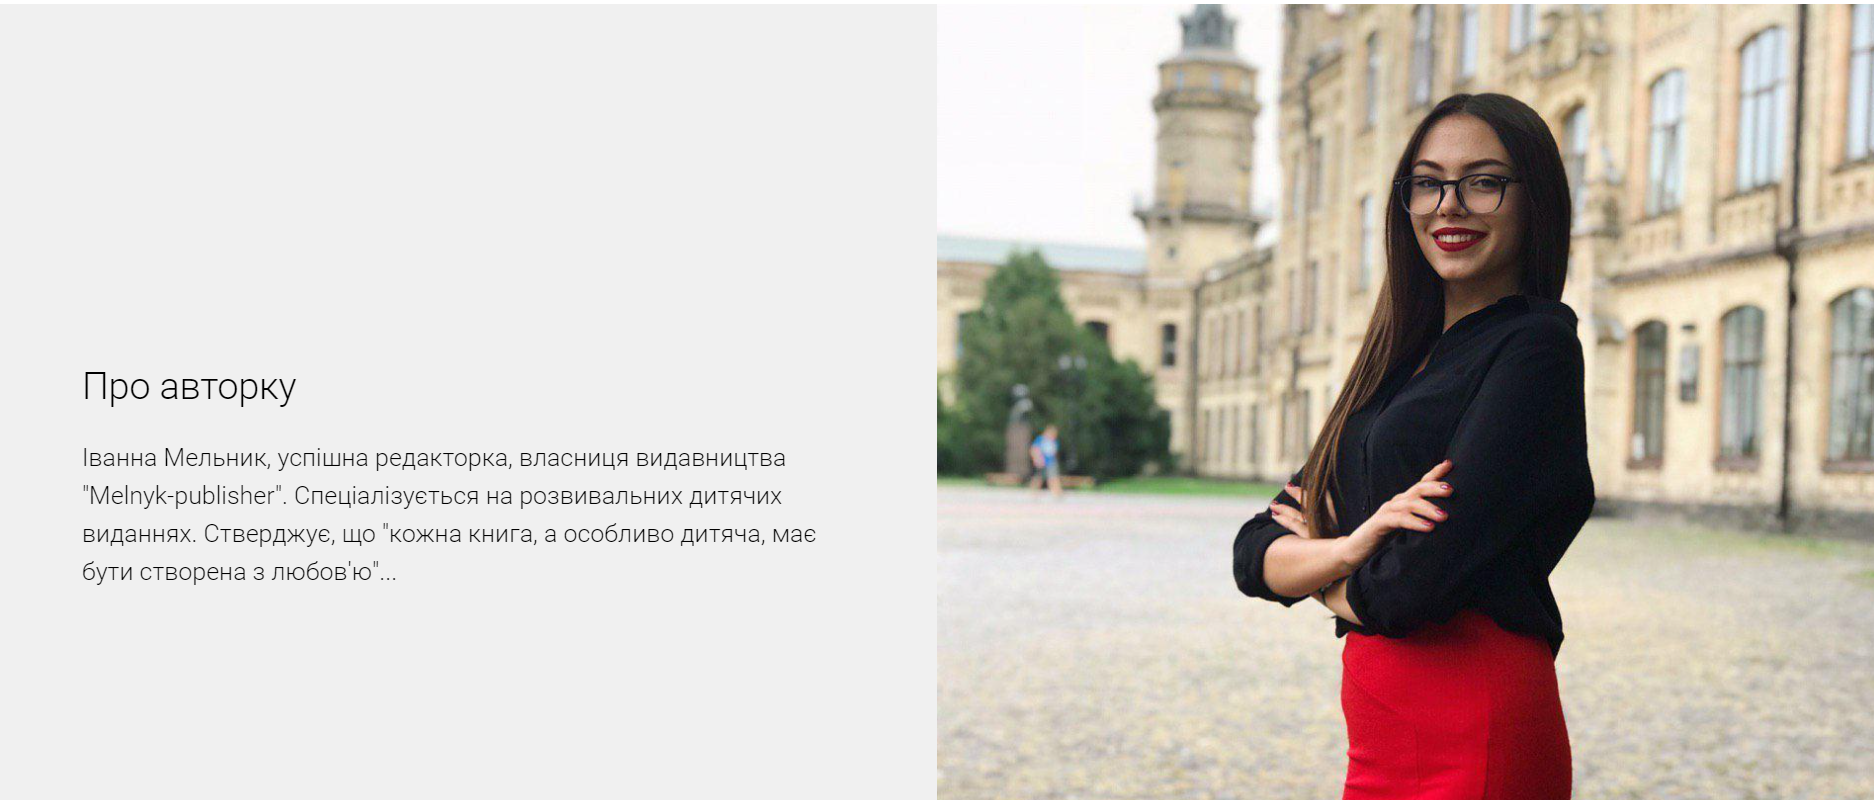 Про авторку
Іванна Мельник, успішна редакторка, власниця видавництва
"Melnyk-publisher". Спеціалізується на розвивальних дитячих
виданнях. Стверджує, що "кожна книга, а особливо дитяча, має
бути створена з любов'ю"...